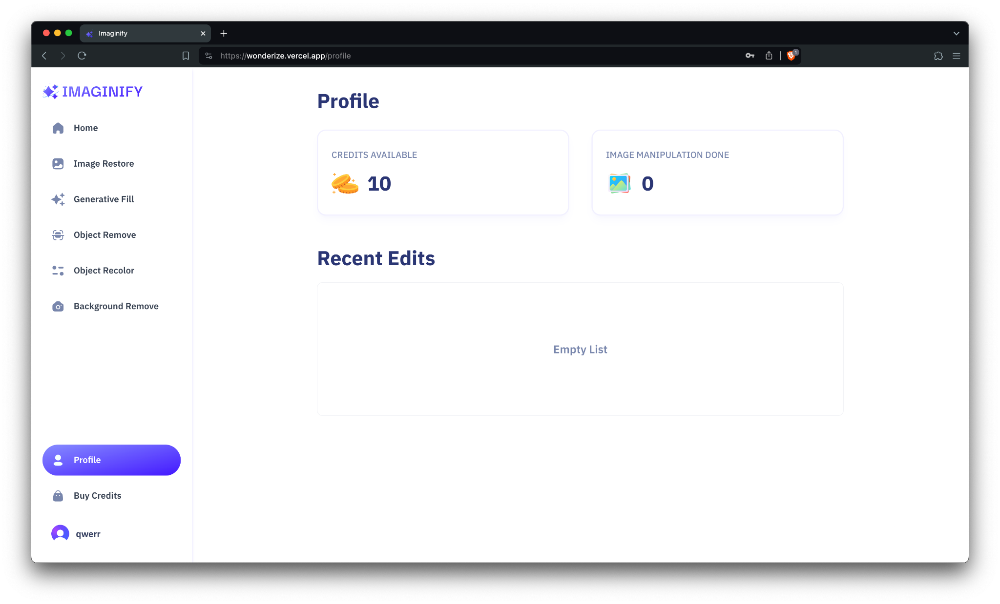 Imaginify
https://wonderize.vercel.app/profile
1
IMAGINIFY
Home
Image Restore
Generative Fill
Object Remove
Object Recolor
Background Remove
Profile
Buy Credits
qwerr
Profile
CREDITS AVAILABLE
10
IMAGE MANIPULATION DONE
0
Recent Edits
Empty List